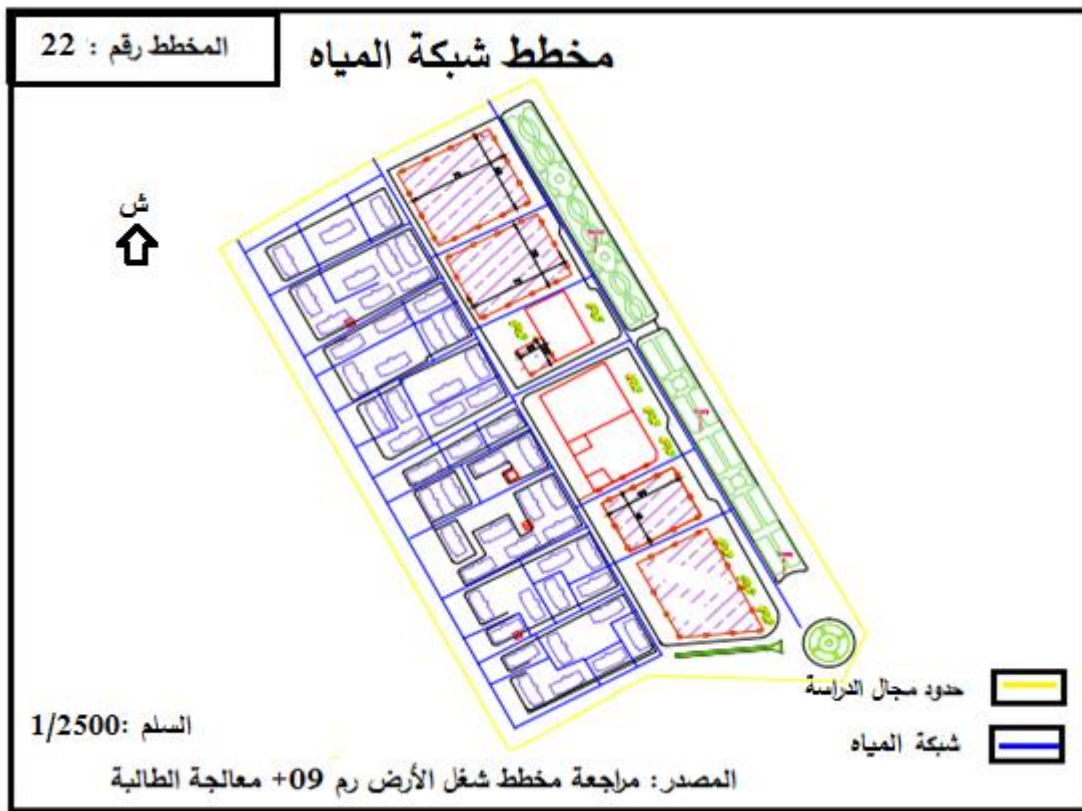 المخطط رقم : 22
مخطط شبكة المياه
ش
حدود مجال الدراسة
شبكة المياه
السلم :1/2500
المصدر: مراجعة مخطط شغل الأرض رم 09+ معالجة الطالبة